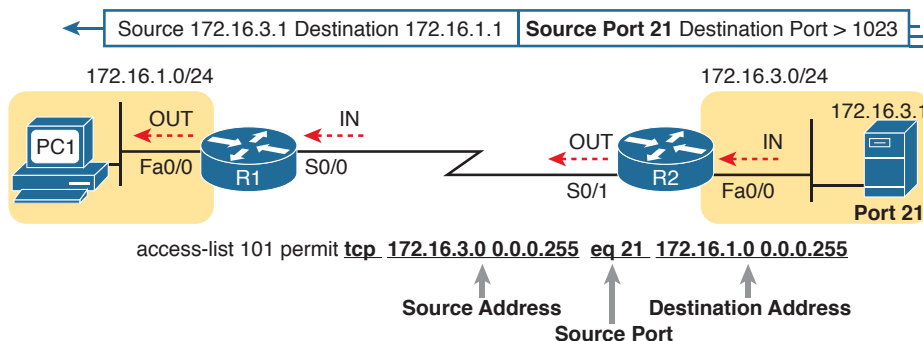 Source 172.16.3.1 Destination 172.16.1.1 Source Port 21 Destination Port > 1023
172.16.1.0/24
172.16.3.0/24
172.16.3.1
OUT
IN
OUT
IN
PC1
Fa0/0
R1
S0/0
S0/1
R2
Fa0/0
Port 21
access-list 101 permit tcp 172.16.3.0 0.0.0.255 eq 21 172.16.1.0 0.0.0.255
Source Address
Destination Address
Source Port